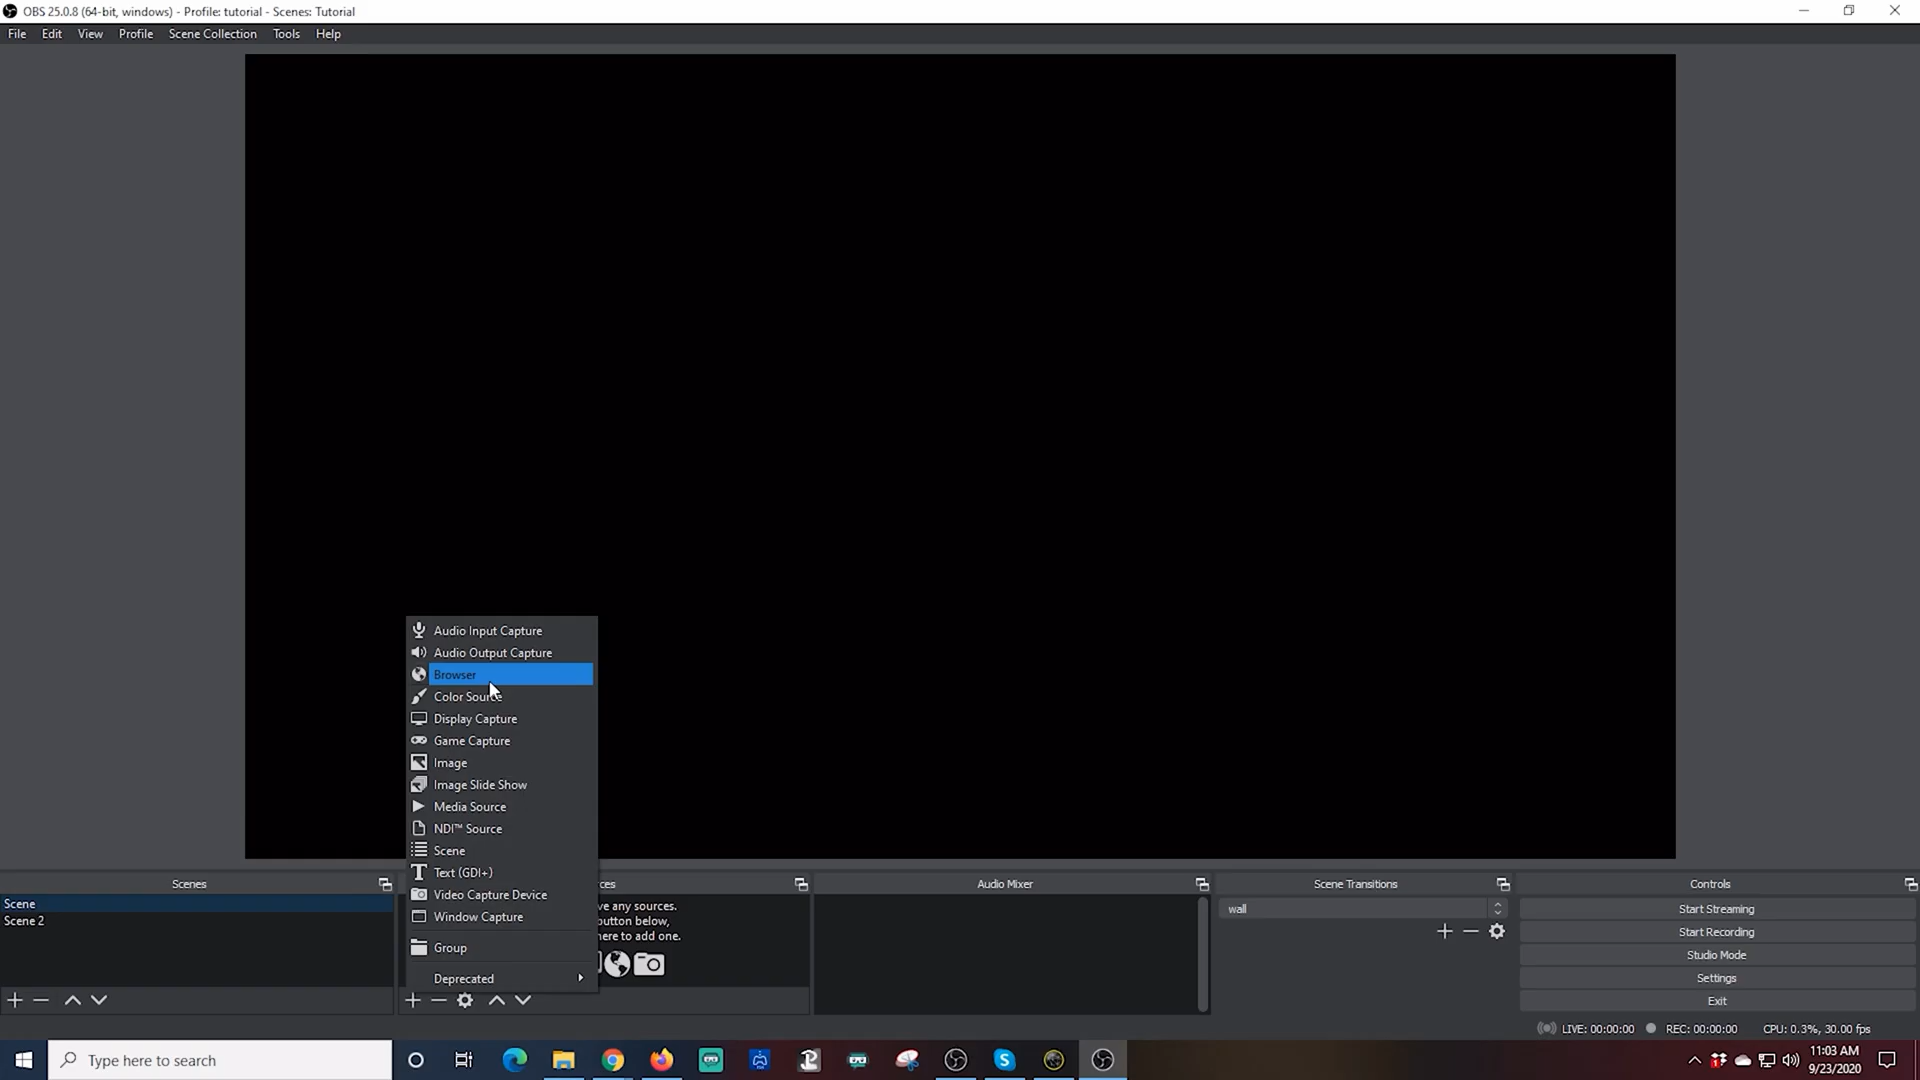 OBS 25.0.8 (64-bit, windows) - Profile: tutorial - Scenes: Tutorial
File Edit View Profile Scene Collection Tools Help
Audio Input Capture
Audio Output Capture
Browser
Color Source
Display Capture
Game Capture
Image
Image Slide Show
Media Source
NDI™ Source
Scene
Text (GDI+)
Video Capture Device
Window Capture
Group
Deprecated
Scenes
Scene
Scene 2
ces
ve any sources.
button below,
here to add one.
Audio Mixer
Scene Transitions
wall
Controls
Start Streaming
Start Recording
Studio Mode
Settings
Exit
LIVE: 00:00:00 REC: 00:00:00 CPU: 0.3%, 30.00 fps
Type here to search
11:03 AM
9/23/2020